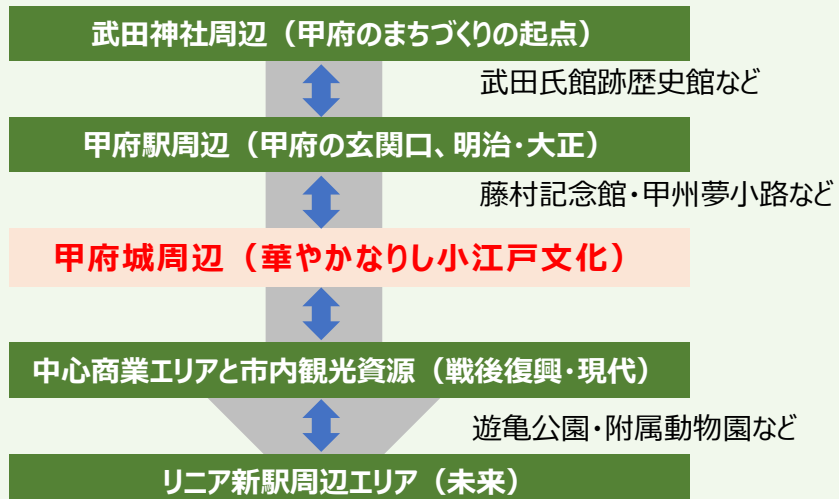 武田神社周辺（甲府のまちづくりの起点）
武田氏館跡歴史館など
甲府駅周辺（甲府の玄関口、明治・大正）
藤村記念館・甲州夢小路など
甲府城周辺（華やかなりし小江戸文化）
中心商業エリアと市内観光資源（戦後復興・現代）
遊亀公園・附属動物園など
リニア新駅周辺エリア（未来）